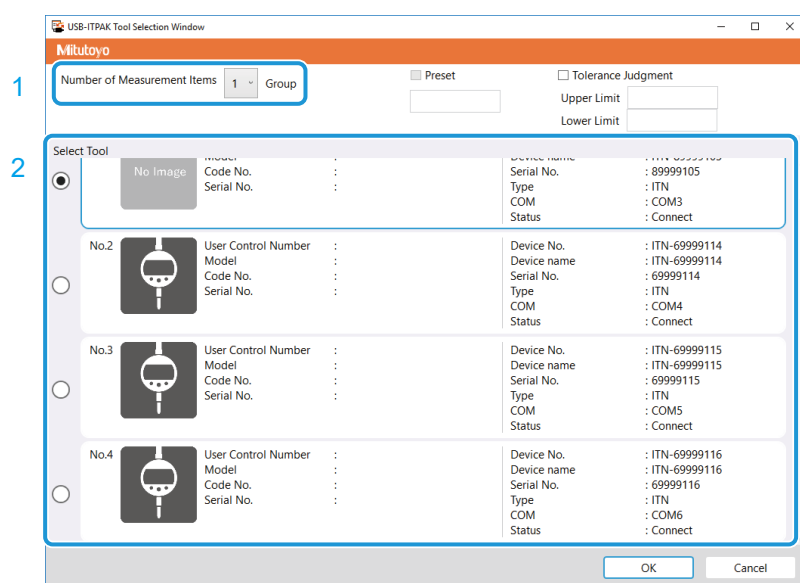 USB-ITPAK Tool Selection Window
Mitutoyo
1
Number of Measurement Items 1 Group
Preset
Tolerance Judgment
Upper Limit
Lower Limit
2
Select Tool
No Image
Model :
Code No. :
Serial No. :
Device name : ITN-89999105
Serial No. : 89999105
Type : ITN
COM : COM3
Status : Connect
No.2
User Control Number :
Model :
Code No. :
Serial No. :
Device No. : ITN-69999114
Device name : ITN-69999114
Serial No. : 69999114
Type : ITN
COM : COM4
Status : Connect
No.3
User Control Number :
Model :
Code No. :
Serial No. :
Device No. : ITN-69999115
Device name : ITN-69999115
Serial No. : 69999115
Type : ITN
COM : COM5
Status : Connect
No.4
User Control Number :
Model :
Code No. :
Serial No. :
Device No. : ITN-69999116
Device name : ITN-69999116
Serial No. : 69999116
Type : ITN
COM : COM6
Status : Connect
OK
Cancel